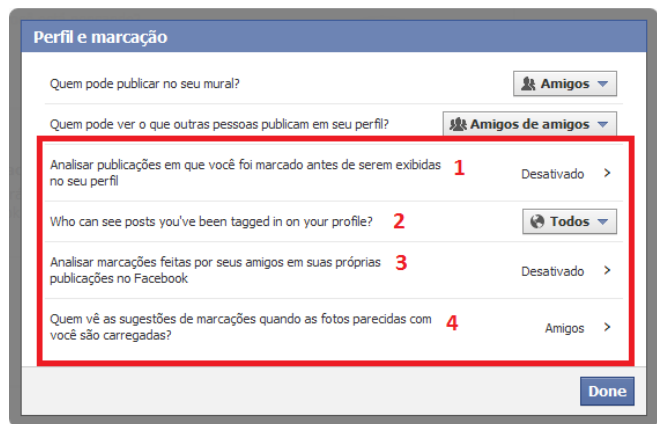 Perfil e marcação
Quem pode publicar no seu mural? Amigos
Quem pode ver o que outras pessoas publicam em seu perfil? Amigos de amigos
Analisar publicações em que você foi marcado antes de serem exibidas 1
no seu perfil Desativado >
Who can see posts you've been tagged in on your profile? 2 Todos
Analisar marcações feitas por seus amigos em suas próprias 3
publicações no Facebook Desativado >
Quem vê as sugestões de marcações quando as fotos parecidas com 4
você são carregadas? Amigos >
Done